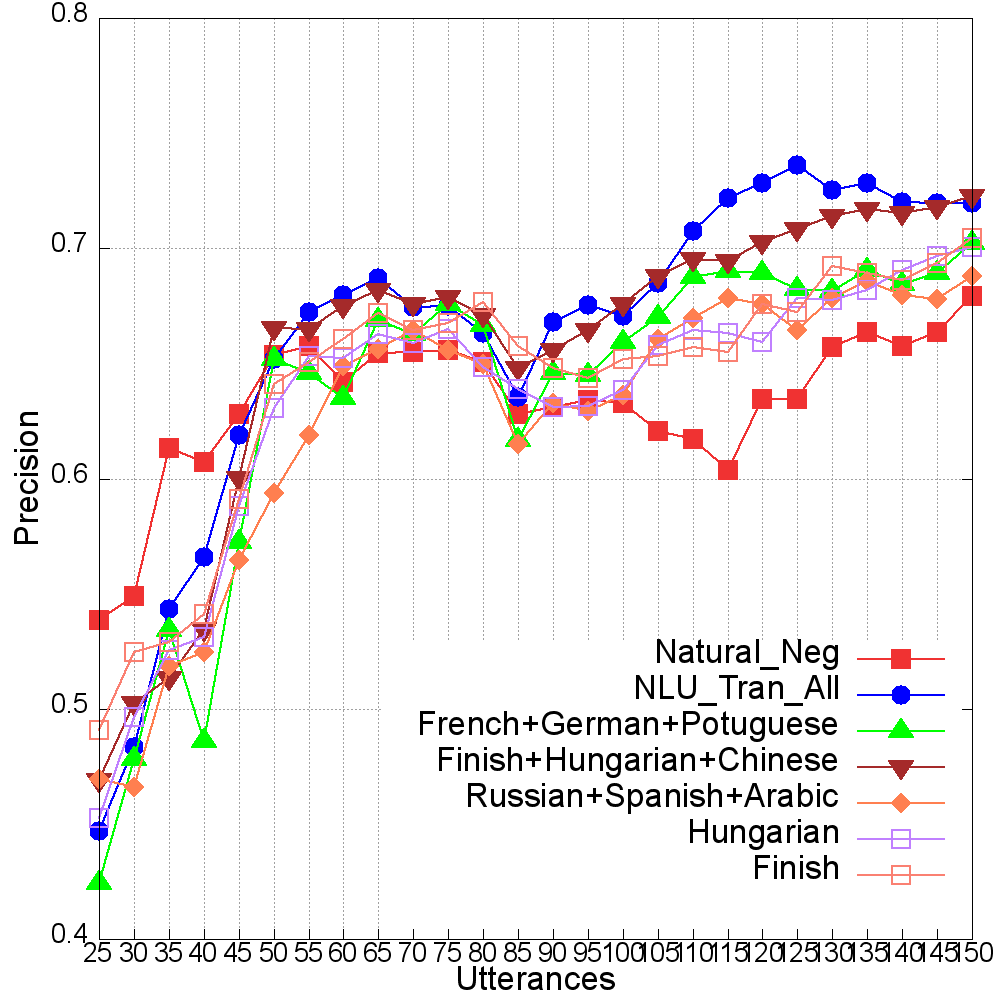 0.8
0.7
0.6
0.5
0.4
Precision
Natural_Neg
NLU_Tran_All
French+German+Potuguese
Finish+Hungarian+Chinese
Russian+Spanish+Arabic
Hungarian
Finish
25 30 35 40 45 50 55 60 65 70 75 80 85 90 95 100 105 110 115 120 125 130 135 140 145 150
Utterances